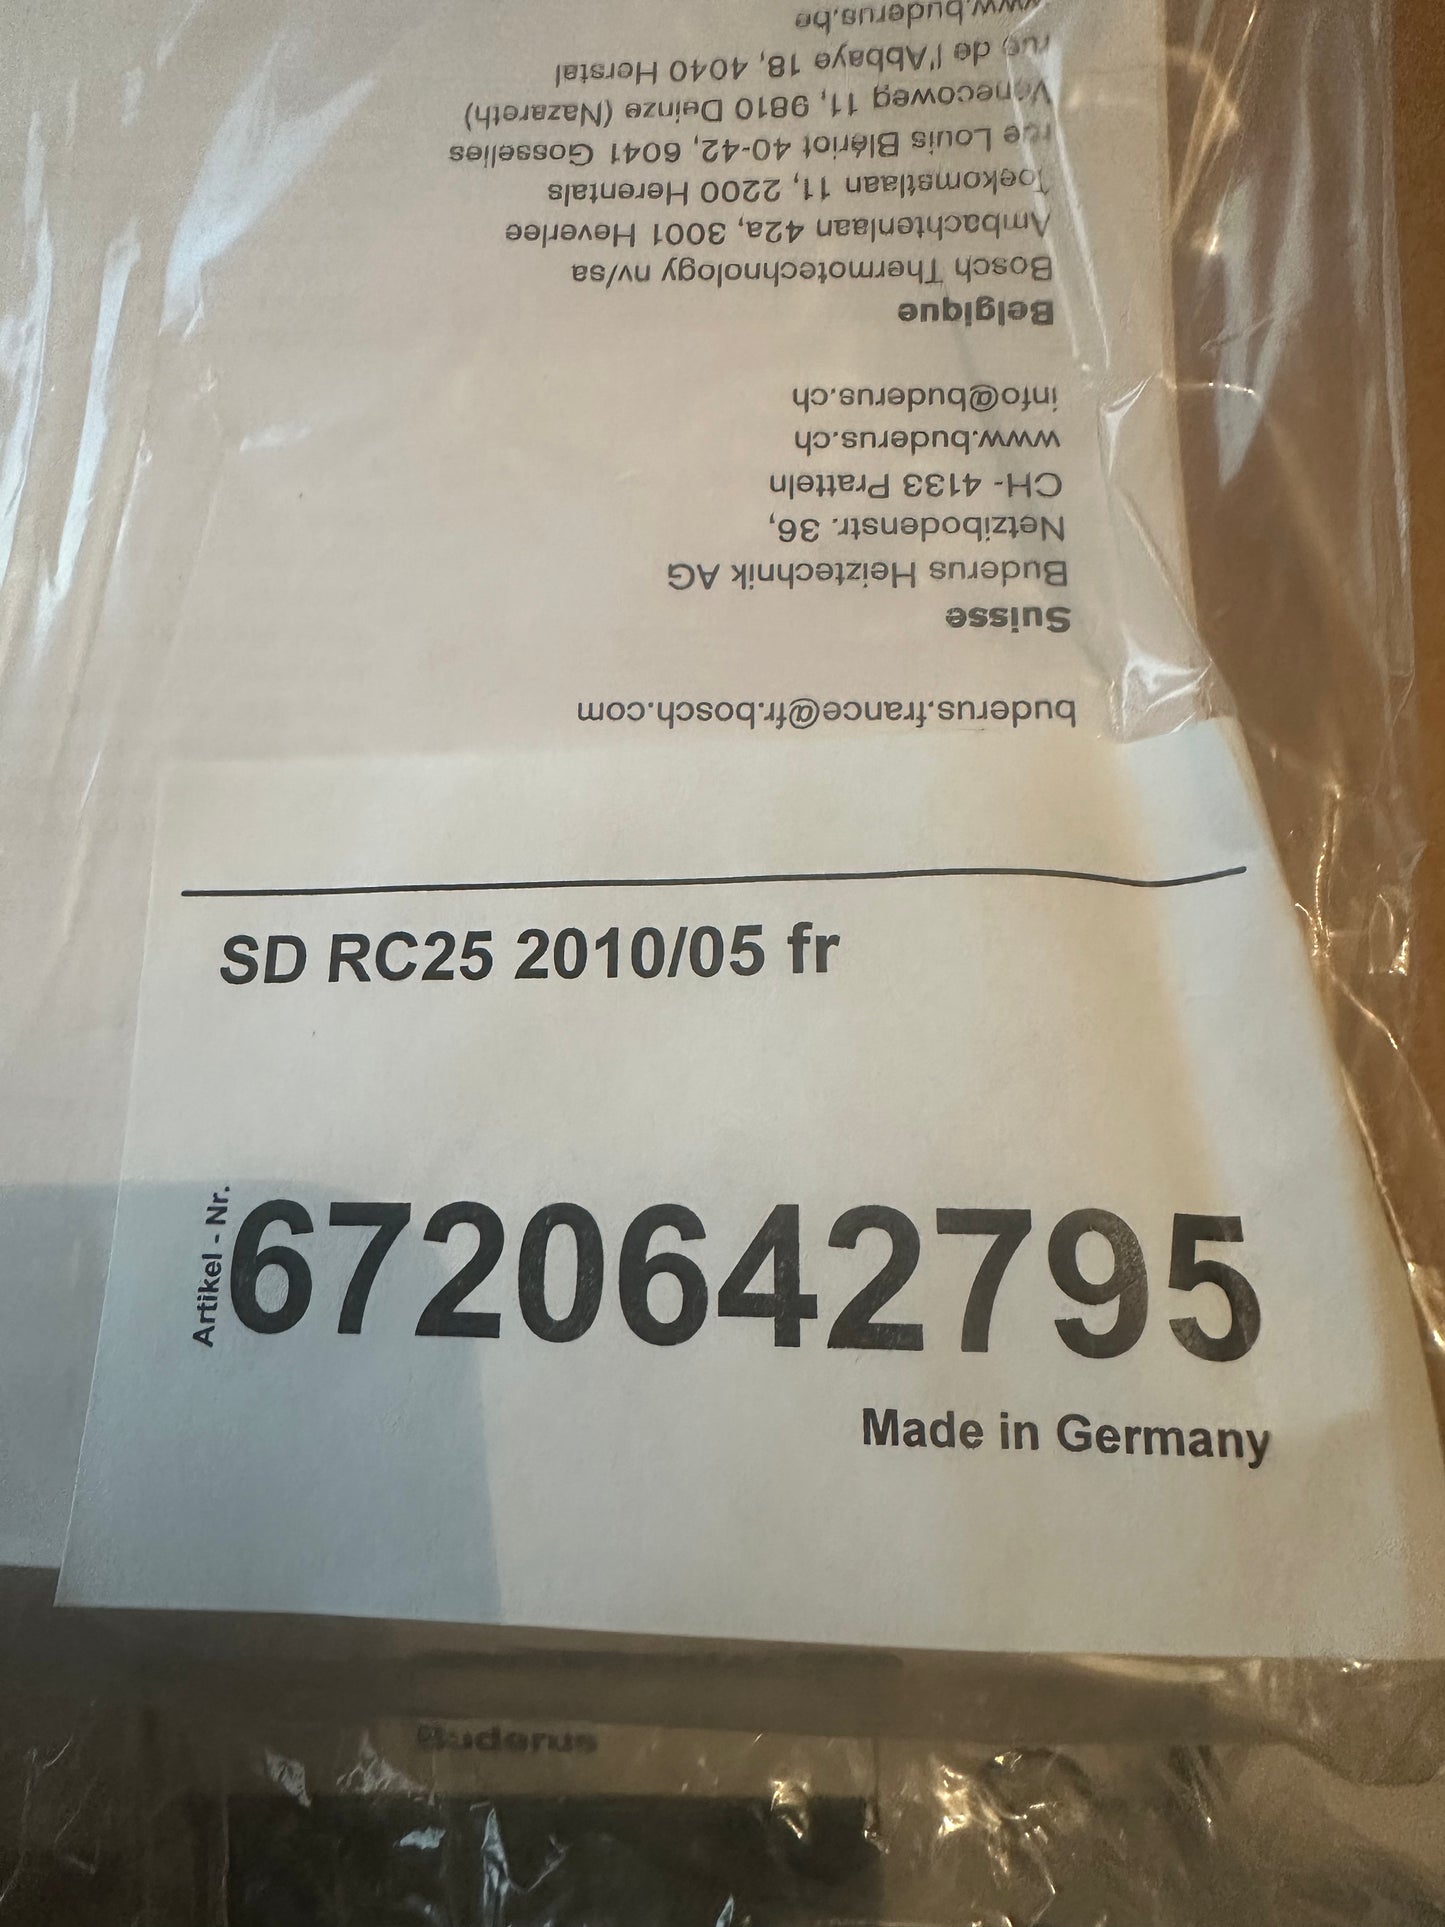 SD RC25 2010/05 fr
Artikel - Nr.
6720642795
Made in Germany
Buderus
buderus.france@fr.bosch.com
Suisse
Buderus Heiztechnik AG
Netzibodenstr. 36,
CH- 4133 Pratteln
www.buderus.ch
info@buderus.ch
Belgique
Bosch Thermotechnology nv/sa
Ambachtenlaan 42a, 3001 Heverlee
Toekomstlaan 11, 2200 Herentals
rue Louis Blériot 40-42, 6041 Gosselies
Venecoweg 11, 9810 Deinze (Nazareth)
rue de l'Abbaye 18, 4040 Herstal
www.buderus.be